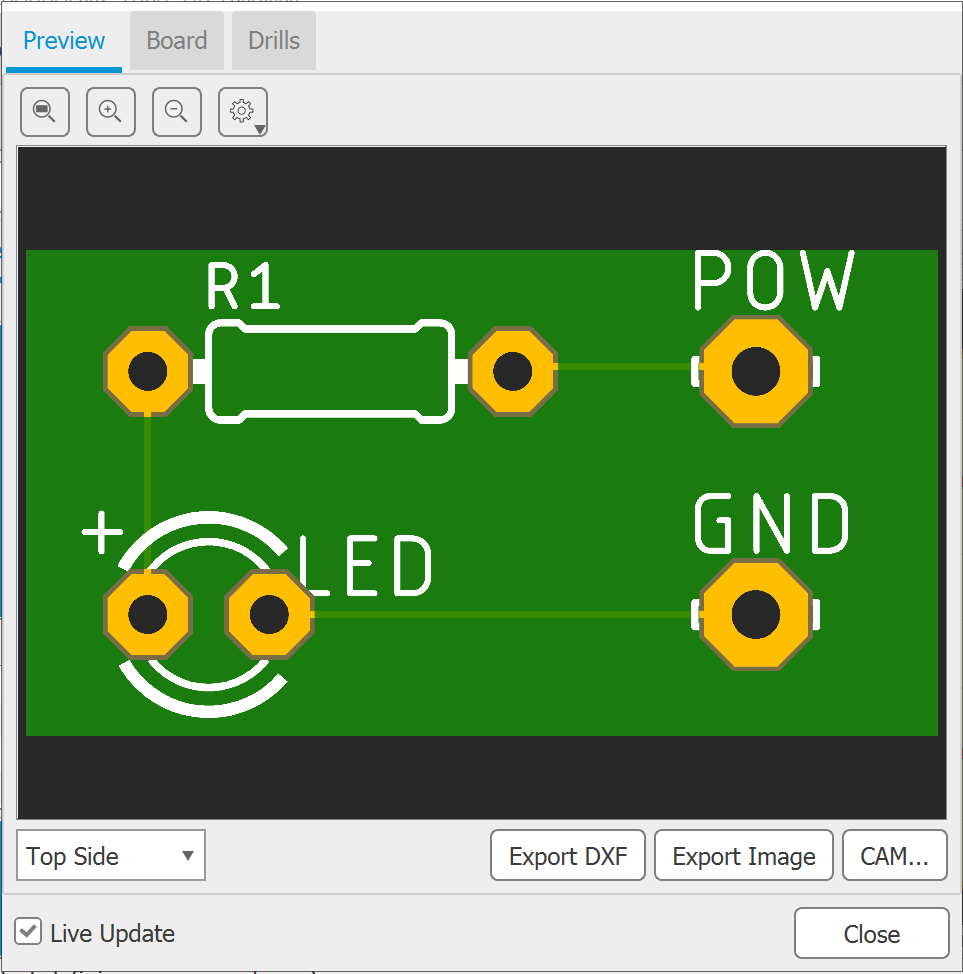 Preview Board Drills
R1
POW
+
LED
GND
Top Side
Export DXF Export Image CAM...
Live Update
Close